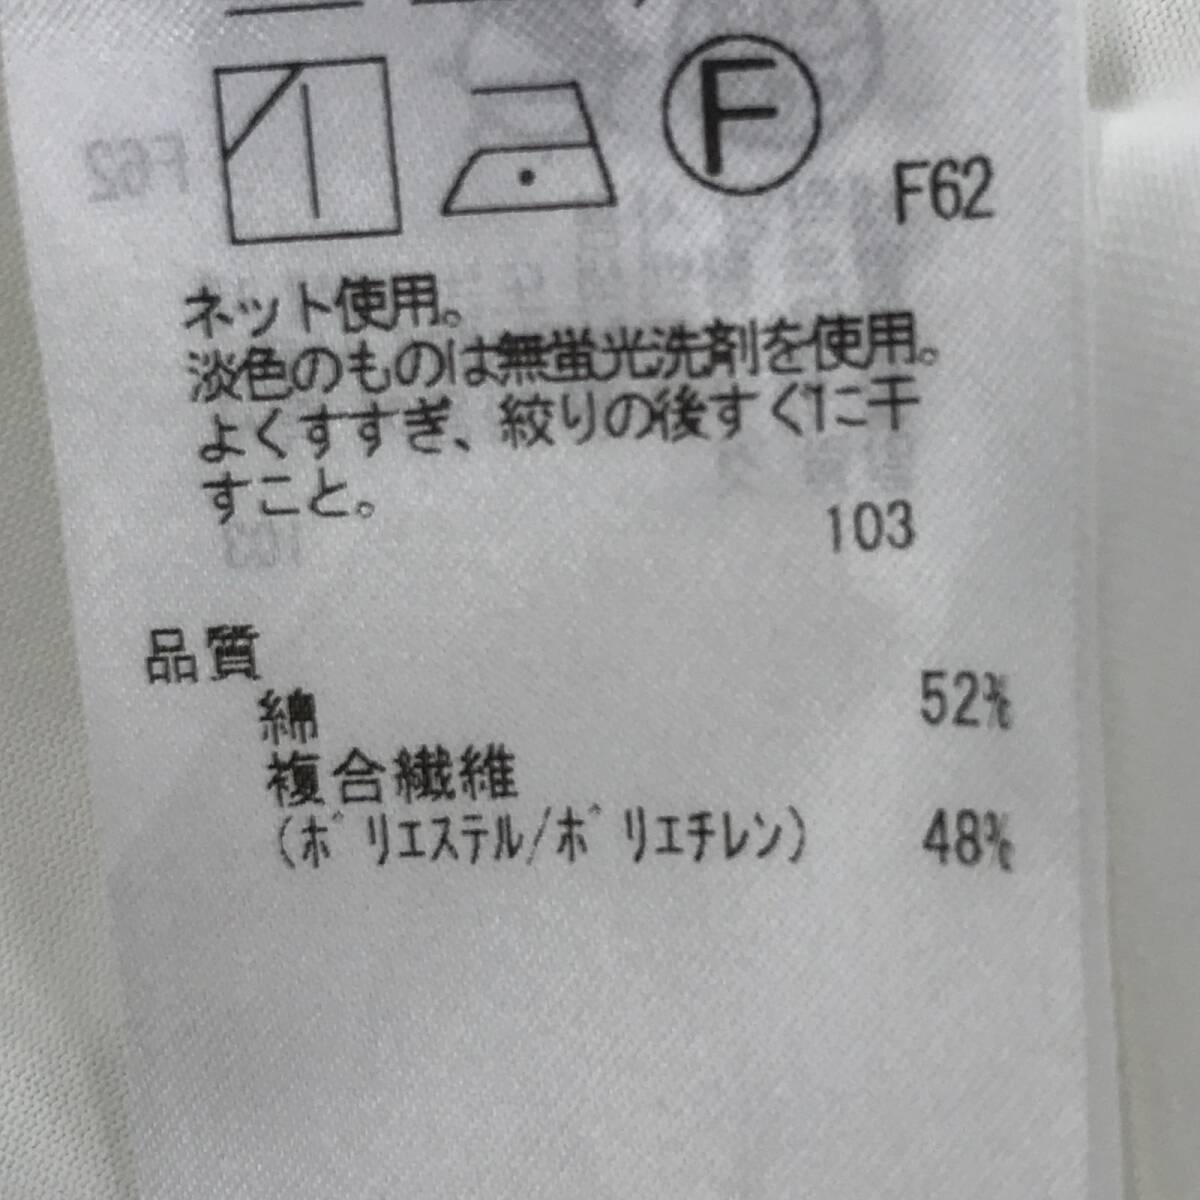 F
F62
ネット使用。
淡色のものは無蛍光洗剤を使用。
よくすすぎ、絞りの後すぐに干
すこと。
103
品質
綿 52%
複合繊維
(ポリエステル/ポリエチレン) 48%